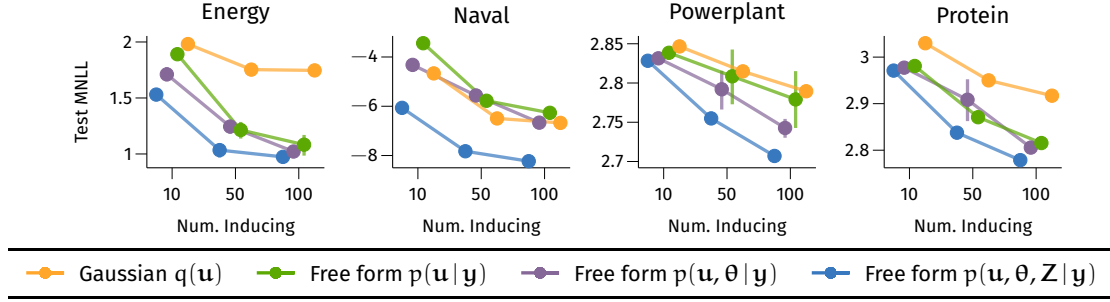 Energy Naval Powerplant Protein
Test MNLL
2
1.5
1
−4
−6
−8
2.85
2.8
2.75
2.7
3
2.9
2.8
10 50 100 10 50 100 10 50 100 10 50 100
Num. Inducing Num. Inducing Num. Inducing Num. Inducing
Gaussian q(u) Free form p(u | y) Free form p(u, θ | y) Free form p(u, θ, Z | y)